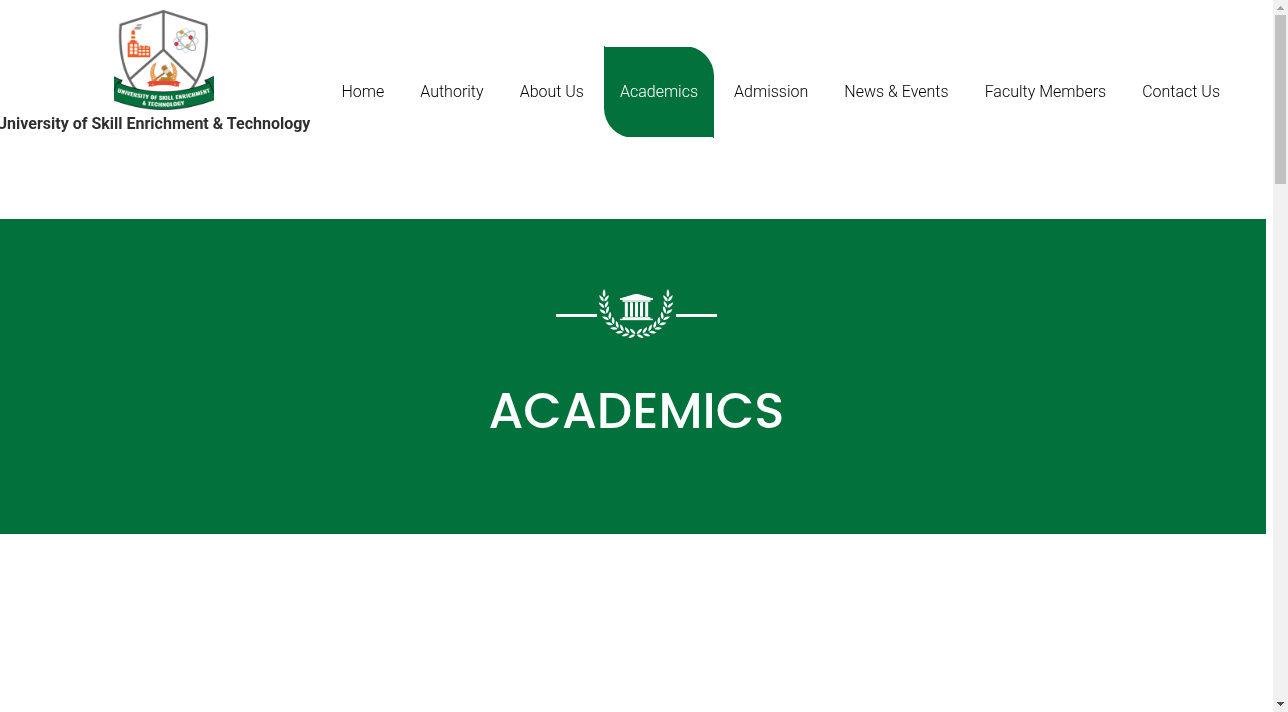 UNIVERSITY OF SKILL ENRICHMENT
& TECHNOLOGY
University of Skill Enrichment & Technology
Home
Authority
About Us
Academics
Admission
News & Events
Faculty Members
Contact Us
ACADEMICS